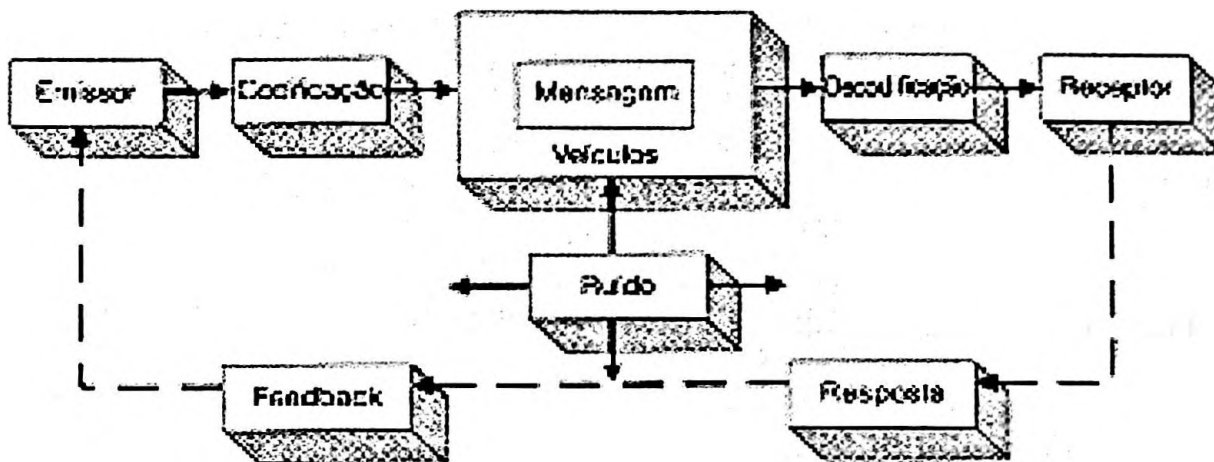 Emissor
Codificação
Mensagem
Veículos
Decodificação
Receptor
Ruído
Feedback
Resposta